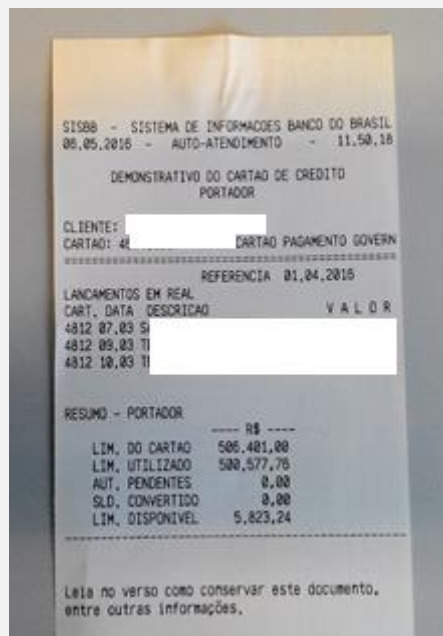 SISBB - SISTEMA DE INFORMACOES BANCO DO BRASIL
06.05.2016 - AUTO-ATENDIMENTO - 11.50.18
DEMONSTRATIVO DO CARTAO DE CREDITO
PORTADOR
CLIENTE:
CARTAO: 48 CARTAO PAGAMENTO GOVERN
REFERENCIA 01.04.2016
LANCAMENTOS EM REAL
CART. DATA DESCRICAO V A L O R
4812 07.03
4812 09.03
4812 10.03
RESUMO - PORTADOR
---- R$ ----
LIM. DO CARTAO 506.401,00
LIM. UTILIZADO 500.577,76
AUT. PENDENTES 0,00
SLD. CONVERTIDO 0,00
LIM. DISPONIVEL 5.823,24
Leia no verso como conservar este documento,
entre outras informações.